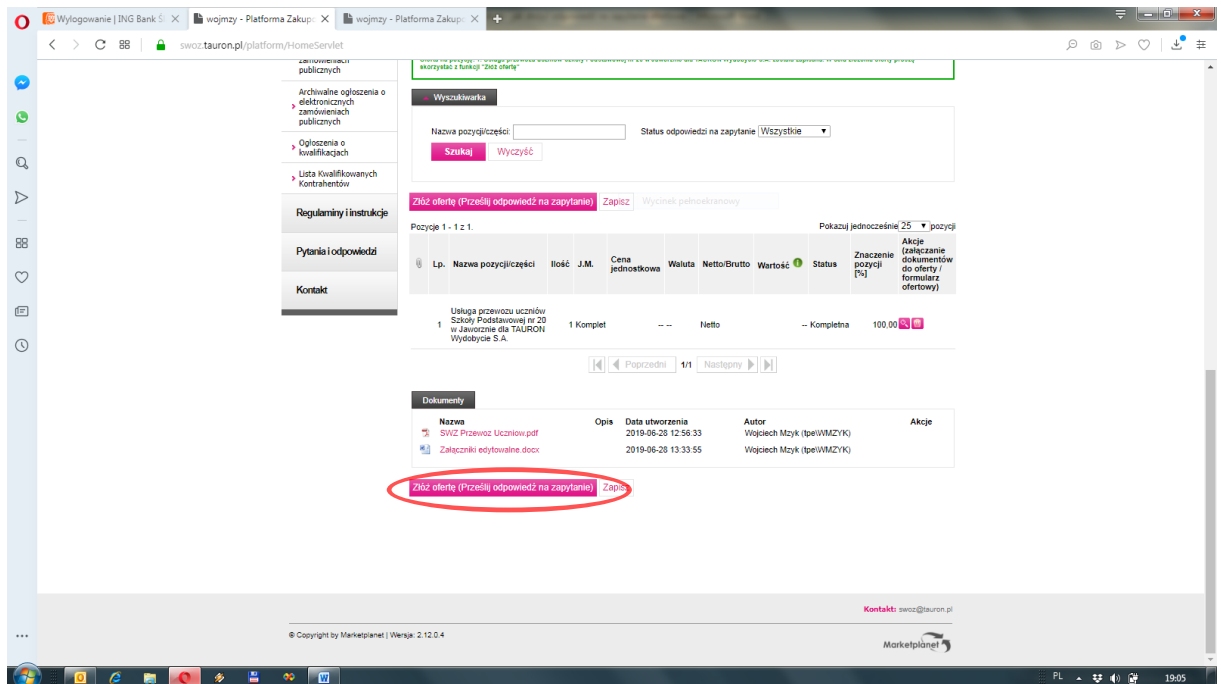 Wylogowanie | ING Bank Ś
wojmzy - Platforma Zakup
wojmzy - Platforma Zakup
swoz.tauron.pl/platform/HomeServlet
zamówieniach
publicznych
Archiwalne ogłoszenia o
elektronicznych
zamówieniach
publicznych
Ogłoszenia o
kwalifikacjach
Lista Kwalifikowanych
Kontrahentów
Regulaminy i instrukcje
Pytania i odpowiedzi
Kontakt
skorzystać z funkcji "Złóż ofertę"
Wyszukiwarka
Nazwa pozycji/części:
Status odpowiedzi na zapytanie Wszystkie
Szukaj Wyczyść
Złóż ofertę (Prześlij odpowiedź na zapytanie) Zapisz Wycinek pełnoekranowy
Pozycje 1 - 1 z 1. Pokazuj jednocześnie 25 pozycji
Lp. Nazwa pozycji/części Ilość J.M. Cena jednostkowa Waluta Netto/Brutto Wartość Status Znaczenie pozycji [%] Akcje (załączanie dokumentów do oferty / formularz ofertowy)
1 Usługa przewozu uczniów Szkoły Podstawowej nr 20 w Jaworznie dla TAURON Wydobycie S.A. 1 Komplet -- -- Netto -- Kompletna 100,00
Poprzedni 1/1 Następny
Dokumenty
Nazwa Opis Data utworzenia Autor Akcje
SWZ Przewoz Uczniow.pdf 2019-06-28 12:56:33 Wojciech Mzyk (tpe\WMZYK)
Załączniki edytowalne.docx 2019-06-28 13:33:55 Wojciech Mzyk (tpe\WMZYK)
Złóż ofertę (Prześlij odpowiedź na zapytanie) Zapisz
Kontakt: swoz@tauron.pl
© Copyright by Marketplanet | Wersja: 2.12.0.4
Marketplanet
PL 19:05